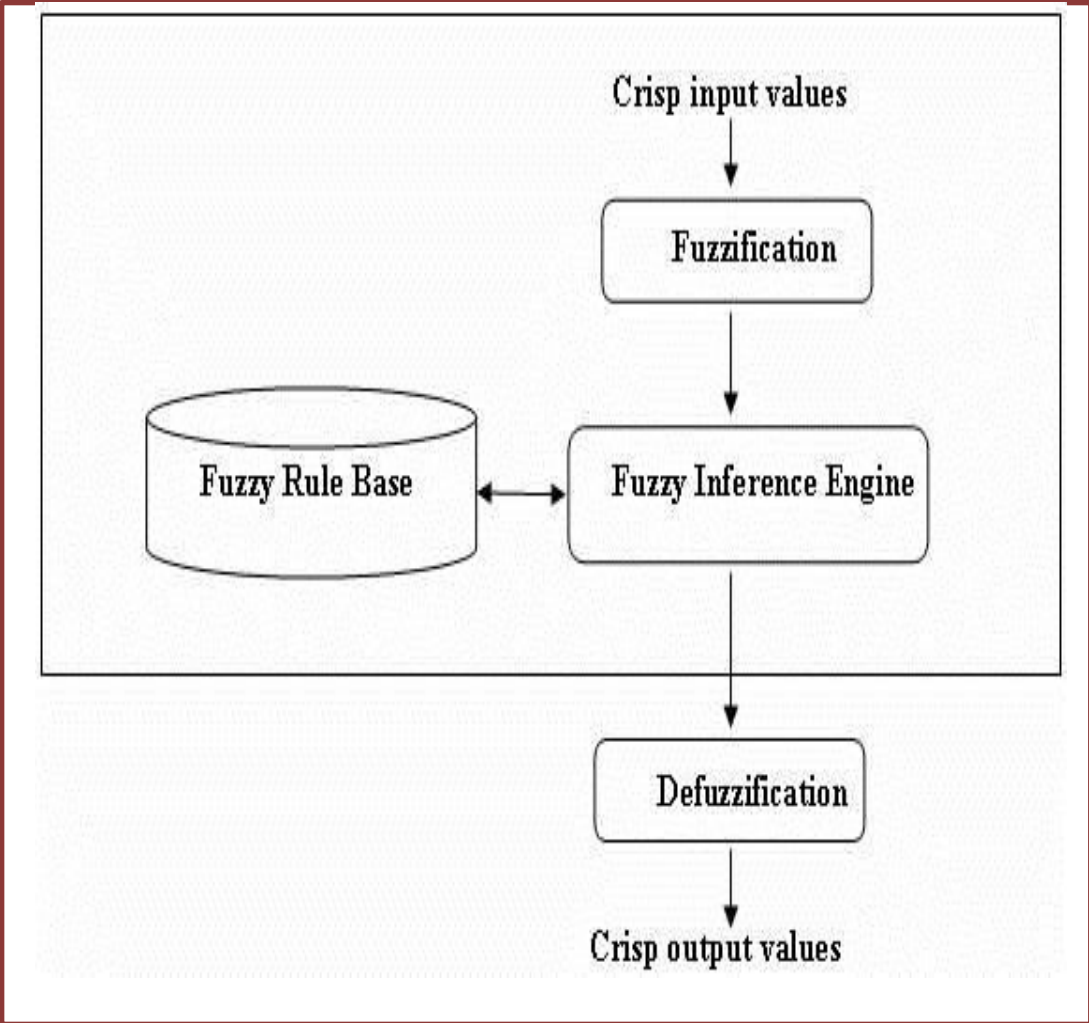 Crisp input values
Fuzzification
Fuzzy Rule Base
Fuzzy Inference Engine
Defuzzification
Crisp output values